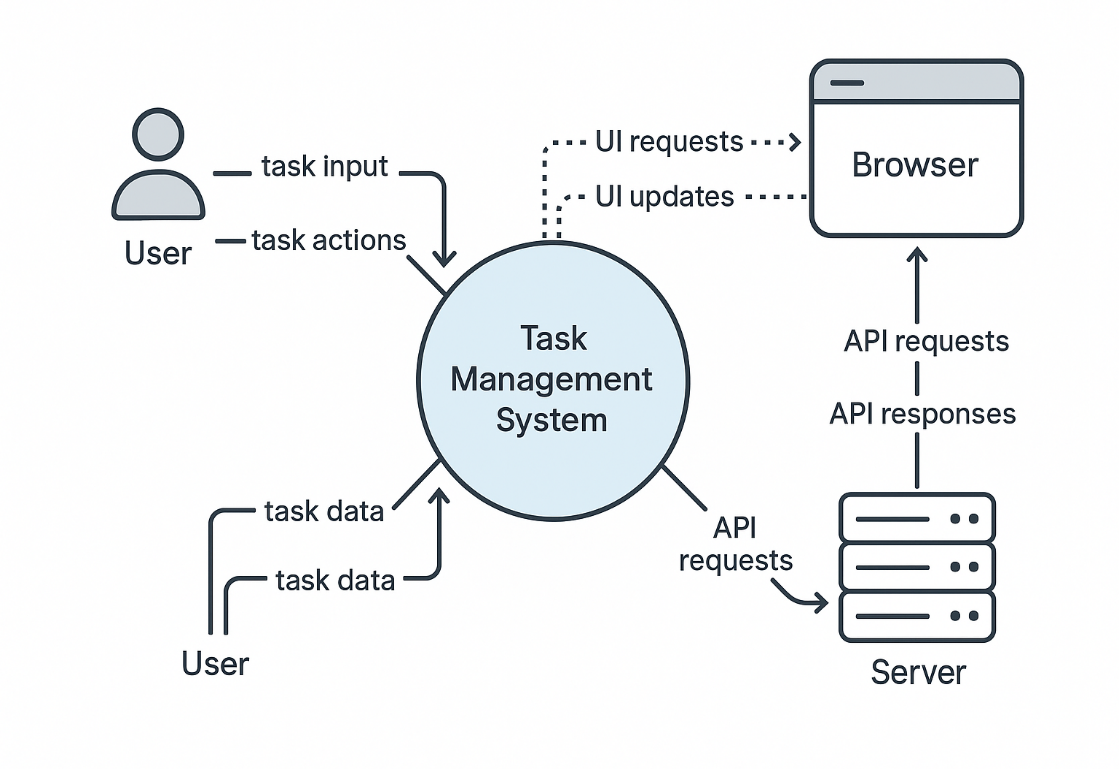 task input
task actions
User
UI requests
UI updates
Browser
Task
Management
System
API requests
API responses
task data
task data
User
API
requests
Server